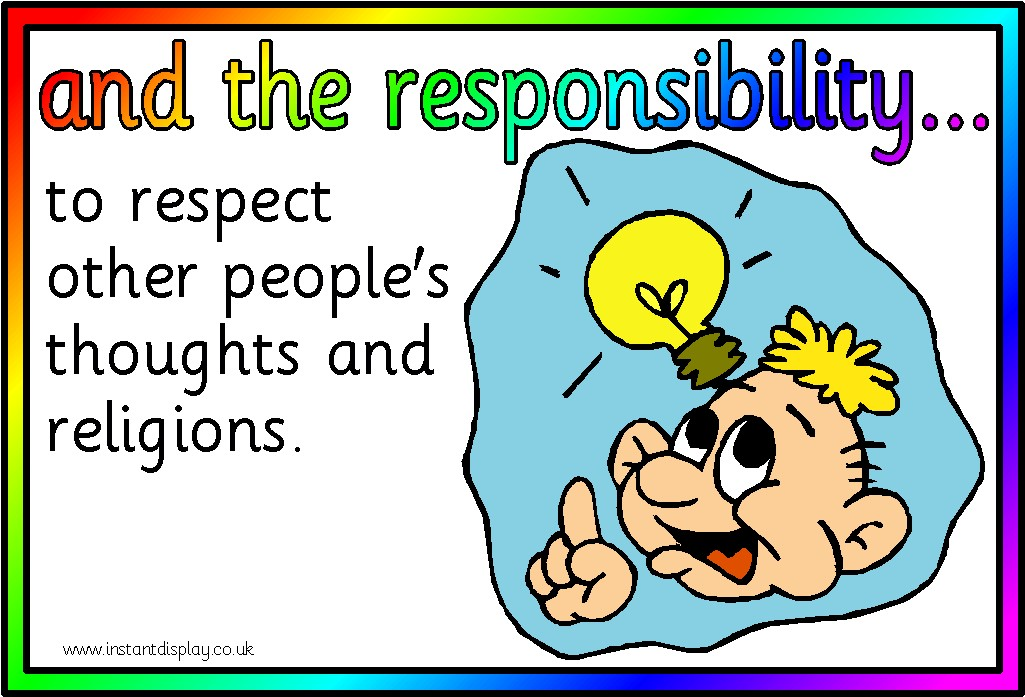 and the responsibility...
to respect
other people's
thoughts and
religions.
www.instantdisplay.co.uk